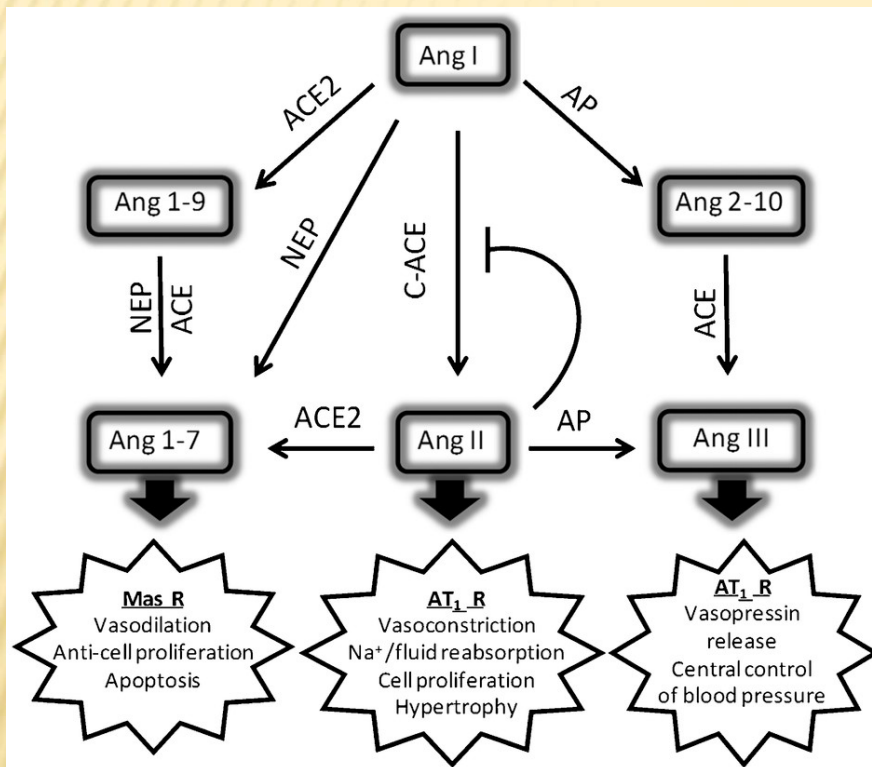 Ang I
ACE2
AP
Ang 1-9
NEP
C-ACE
Ang 2-10
NEP
ACE
ACE
Ang 1-7
ACE2
Ang II
AP
Ang III
Mas R
Vasodilation
Anti-cell proliferation
Apoptosis
AT₁ R
Vasoconstriction
Na⁺/fluid reabsorption
Cell proliferation
Hypertrophy
AT₁ R
Vasopressin
release
Central control
of blood pressure